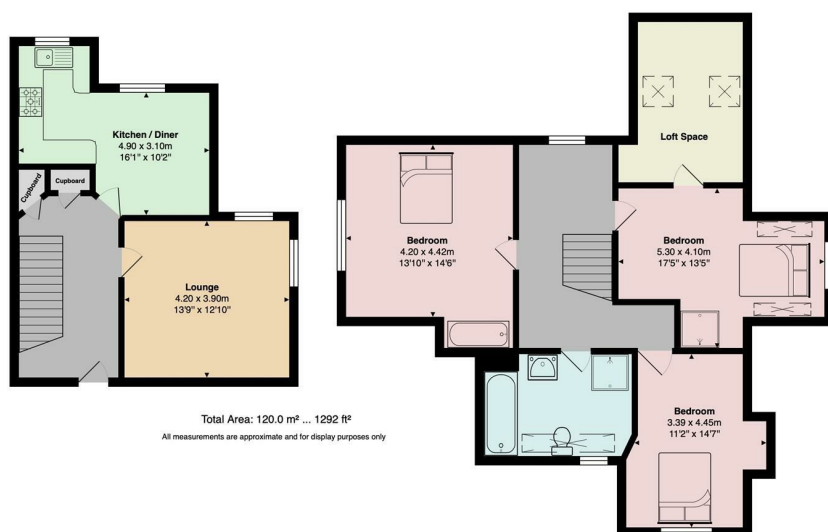 Kitchen / Diner
4.90 x 3.10m
16'1" x 10'2"
Cupboard
Cupboard
Lounge
4.20 x 3.90m
13'9" x 12'10"
Total Area: 120.0 m² ... 1292 ft²
All measurements are approximate and for display purposes only
Loft Space
Bedroom
4.20 x 4.42m
13'10" x 14'6"
Bedroom
5.30 x 4.10m
17'5" x 13'5"
Bedroom
3.39 x 4.45m
11'2" x 14'7"